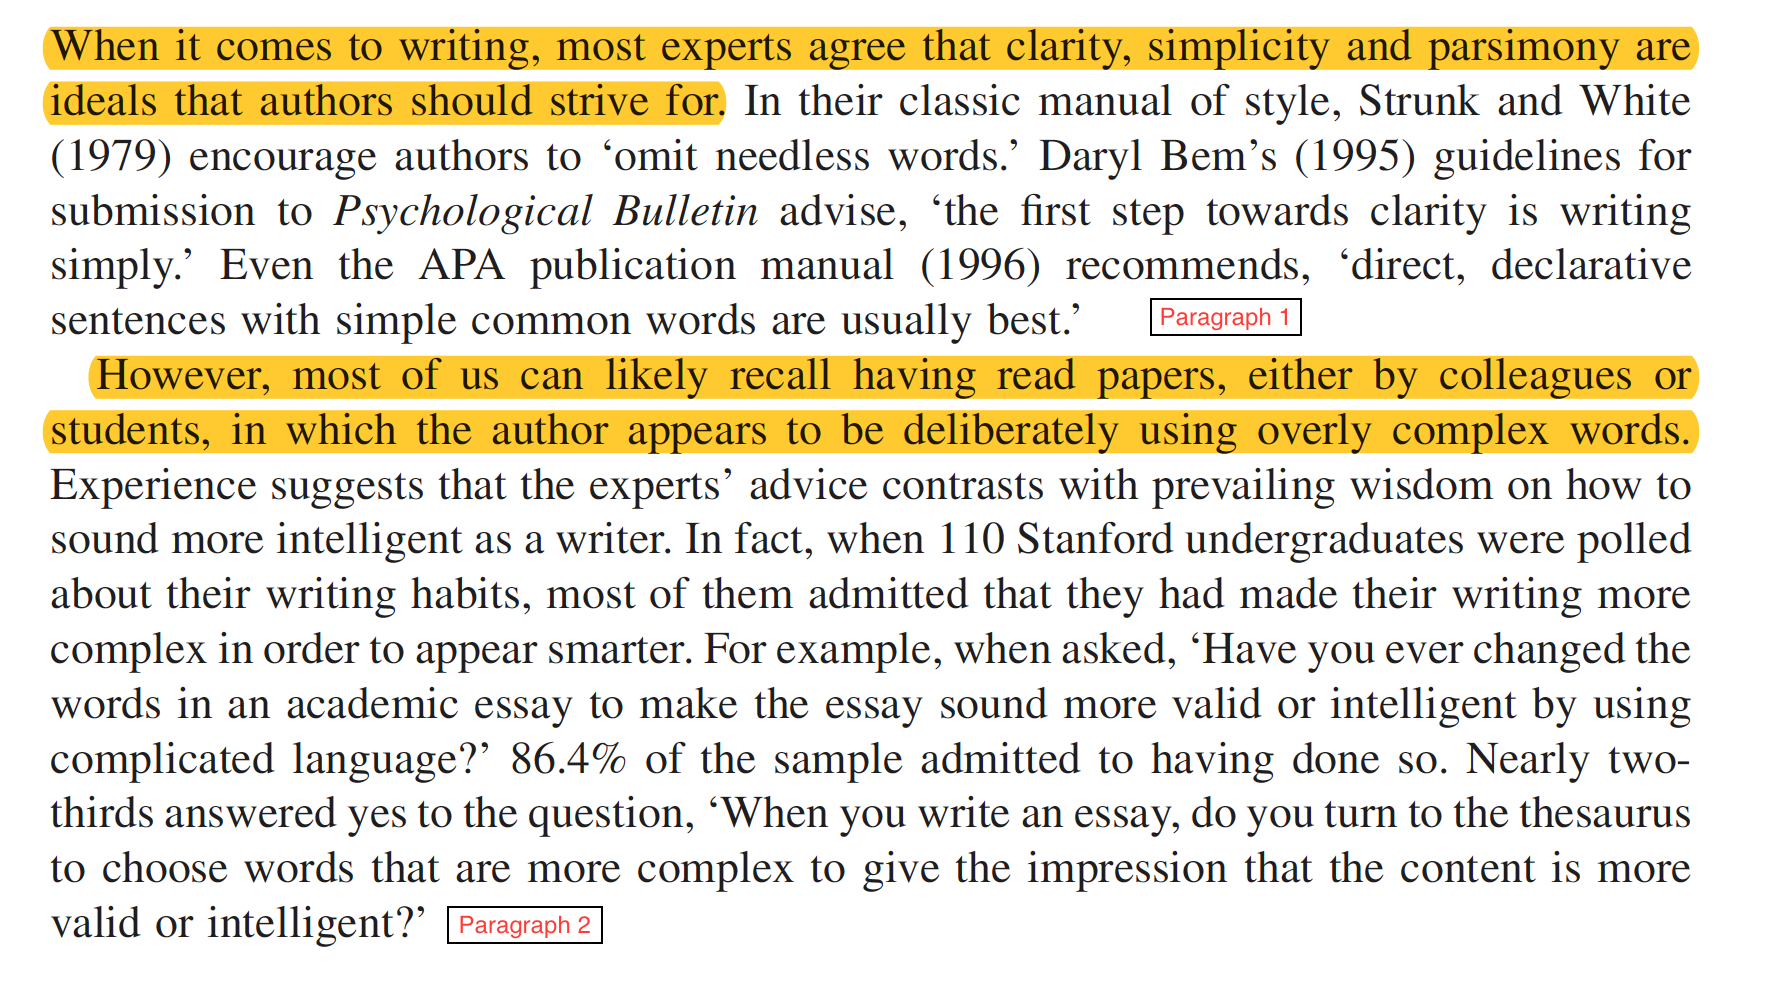 When it comes to writing, most experts agree that clarity, simplicity and parsimony are
ideals that authors should strive for. In their classic manual of style, Strunk and White
(1979) encourage authors to ‘omit needless words.’ Daryl Bem’s (1995) guidelines for
submission to Psychological Bulletin advise, ‘the first step towards clarity is writing
simply.’ Even the APA publication manual (1996) recommends, ‘direct, declarative
sentences with simple common words are usually best.’ Paragraph 1
However, most of us can likely recall having read papers, either by colleagues or
students, in which the author appears to be deliberately using overly complex words.
Experience suggests that the experts’ advice contrasts with prevailing wisdom on how to
sound more intelligent as a writer. In fact, when 110 Stanford undergraduates were polled
about their writing habits, most of them admitted that they had made their writing more
complex in order to appear smarter. For example, when asked, ‘Have you ever changed the
words in an academic essay to make the essay sound more valid or intelligent by using
complicated language?’ 86.4% of the sample admitted to having done so. Nearly two-
thirds answered yes to the question, ‘When you write an essay, do you turn to the thesaurus
to choose words that are more complex to give the impression that the content is more
valid or intelligent?’ Paragraph 2